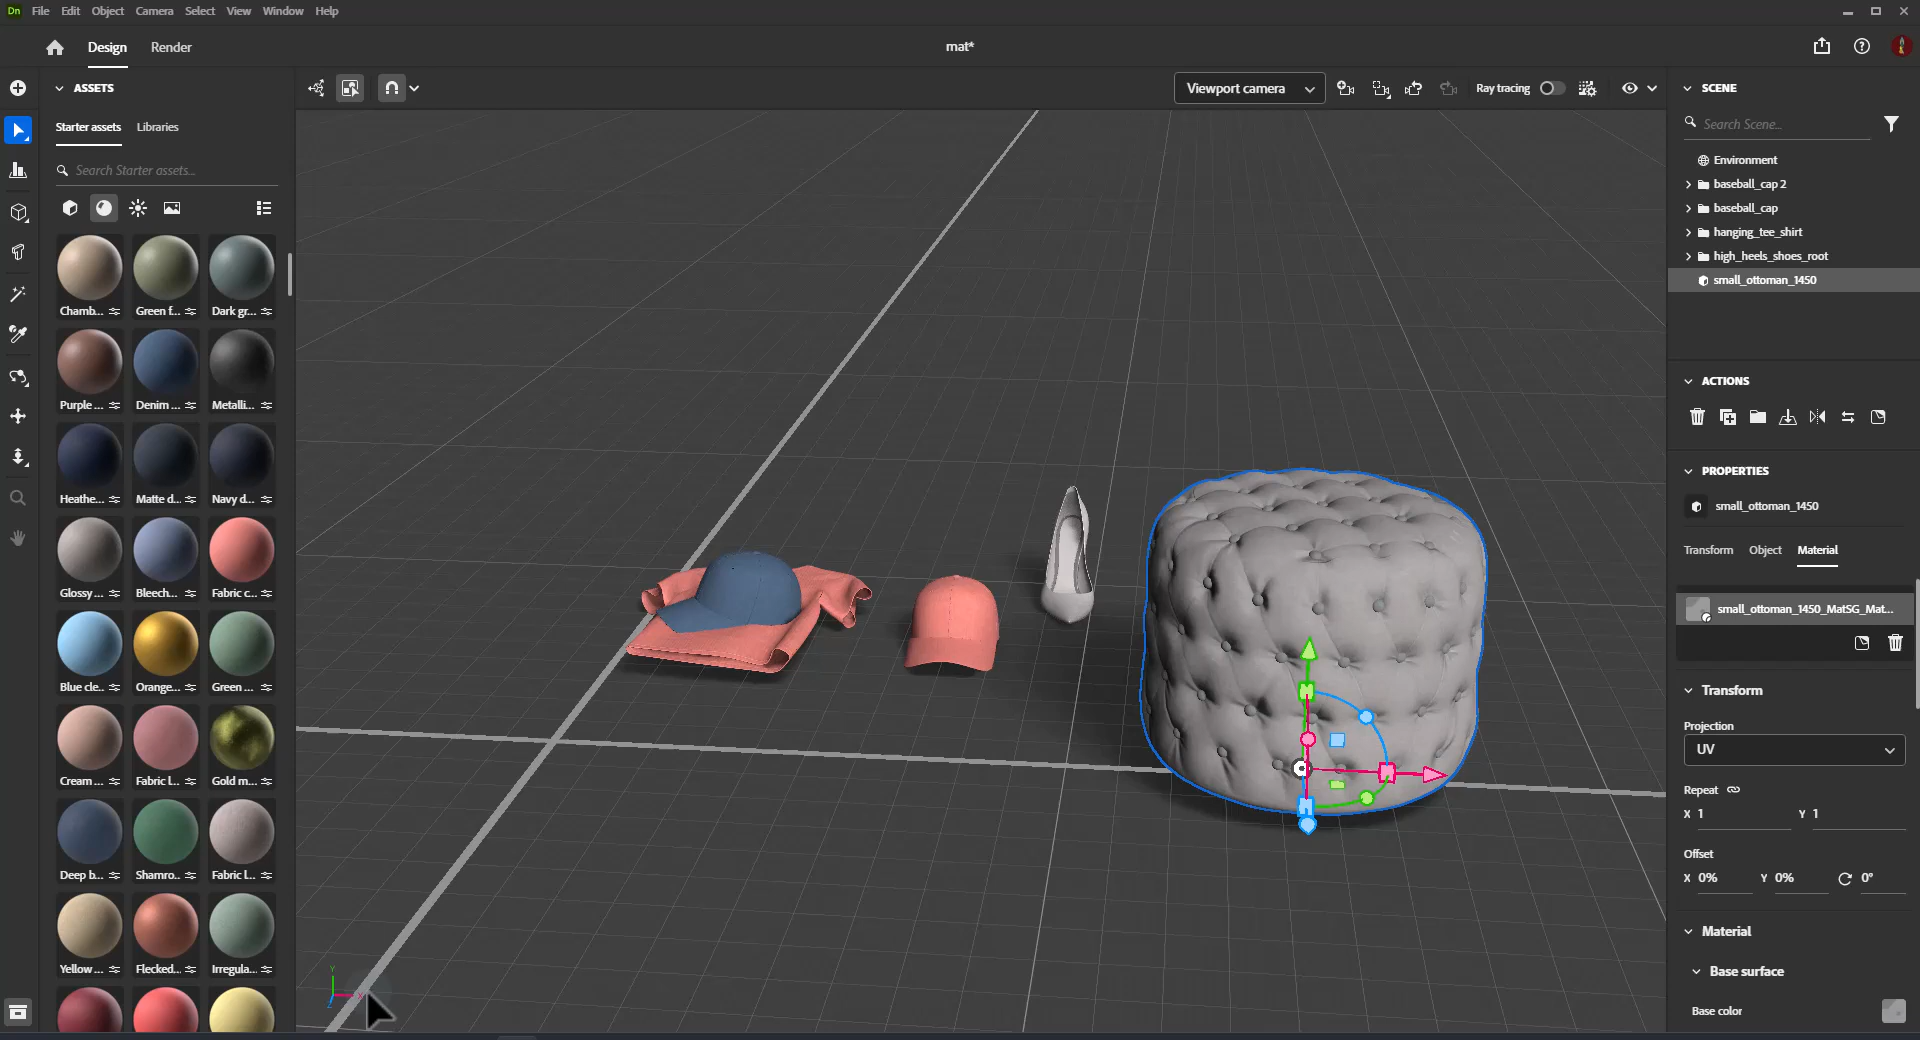 Dn File Edit Object Camera Select View Window Help
Design Render mat*
ASSETS
Starter assets Libraries
Search Starter assets...
Chamb... Green f... Dark gr...
Purple ... Denim ... Metalli...
Heathe... Matte d... Navy d...
Glossy ... Bleech... Fabric c...
Blue cle.. Orange... Green ...
Cream ... Fabric l... Gold m...
Deep b... Shamro.. Fabric l...
Yellow ... Flecked... Irregula...
Viewport camera Ray tracing
Y
X
Z
SCENE
Search Scene...
Environment
baseball_cap 2
baseball_cap
hanging_tee_shirt
high_heels_shoes_root
small_ottoman_1450
ACTIONS
PROPERTIES
small_ottoman_1450
Transform Object Material
small_ottoman_1450_MatSG_Mat...
Transform
Projection
UV
Repeat
X 1 Y 1
Offset
X 0% Y 0% 0°
Material
Base surface
Base color